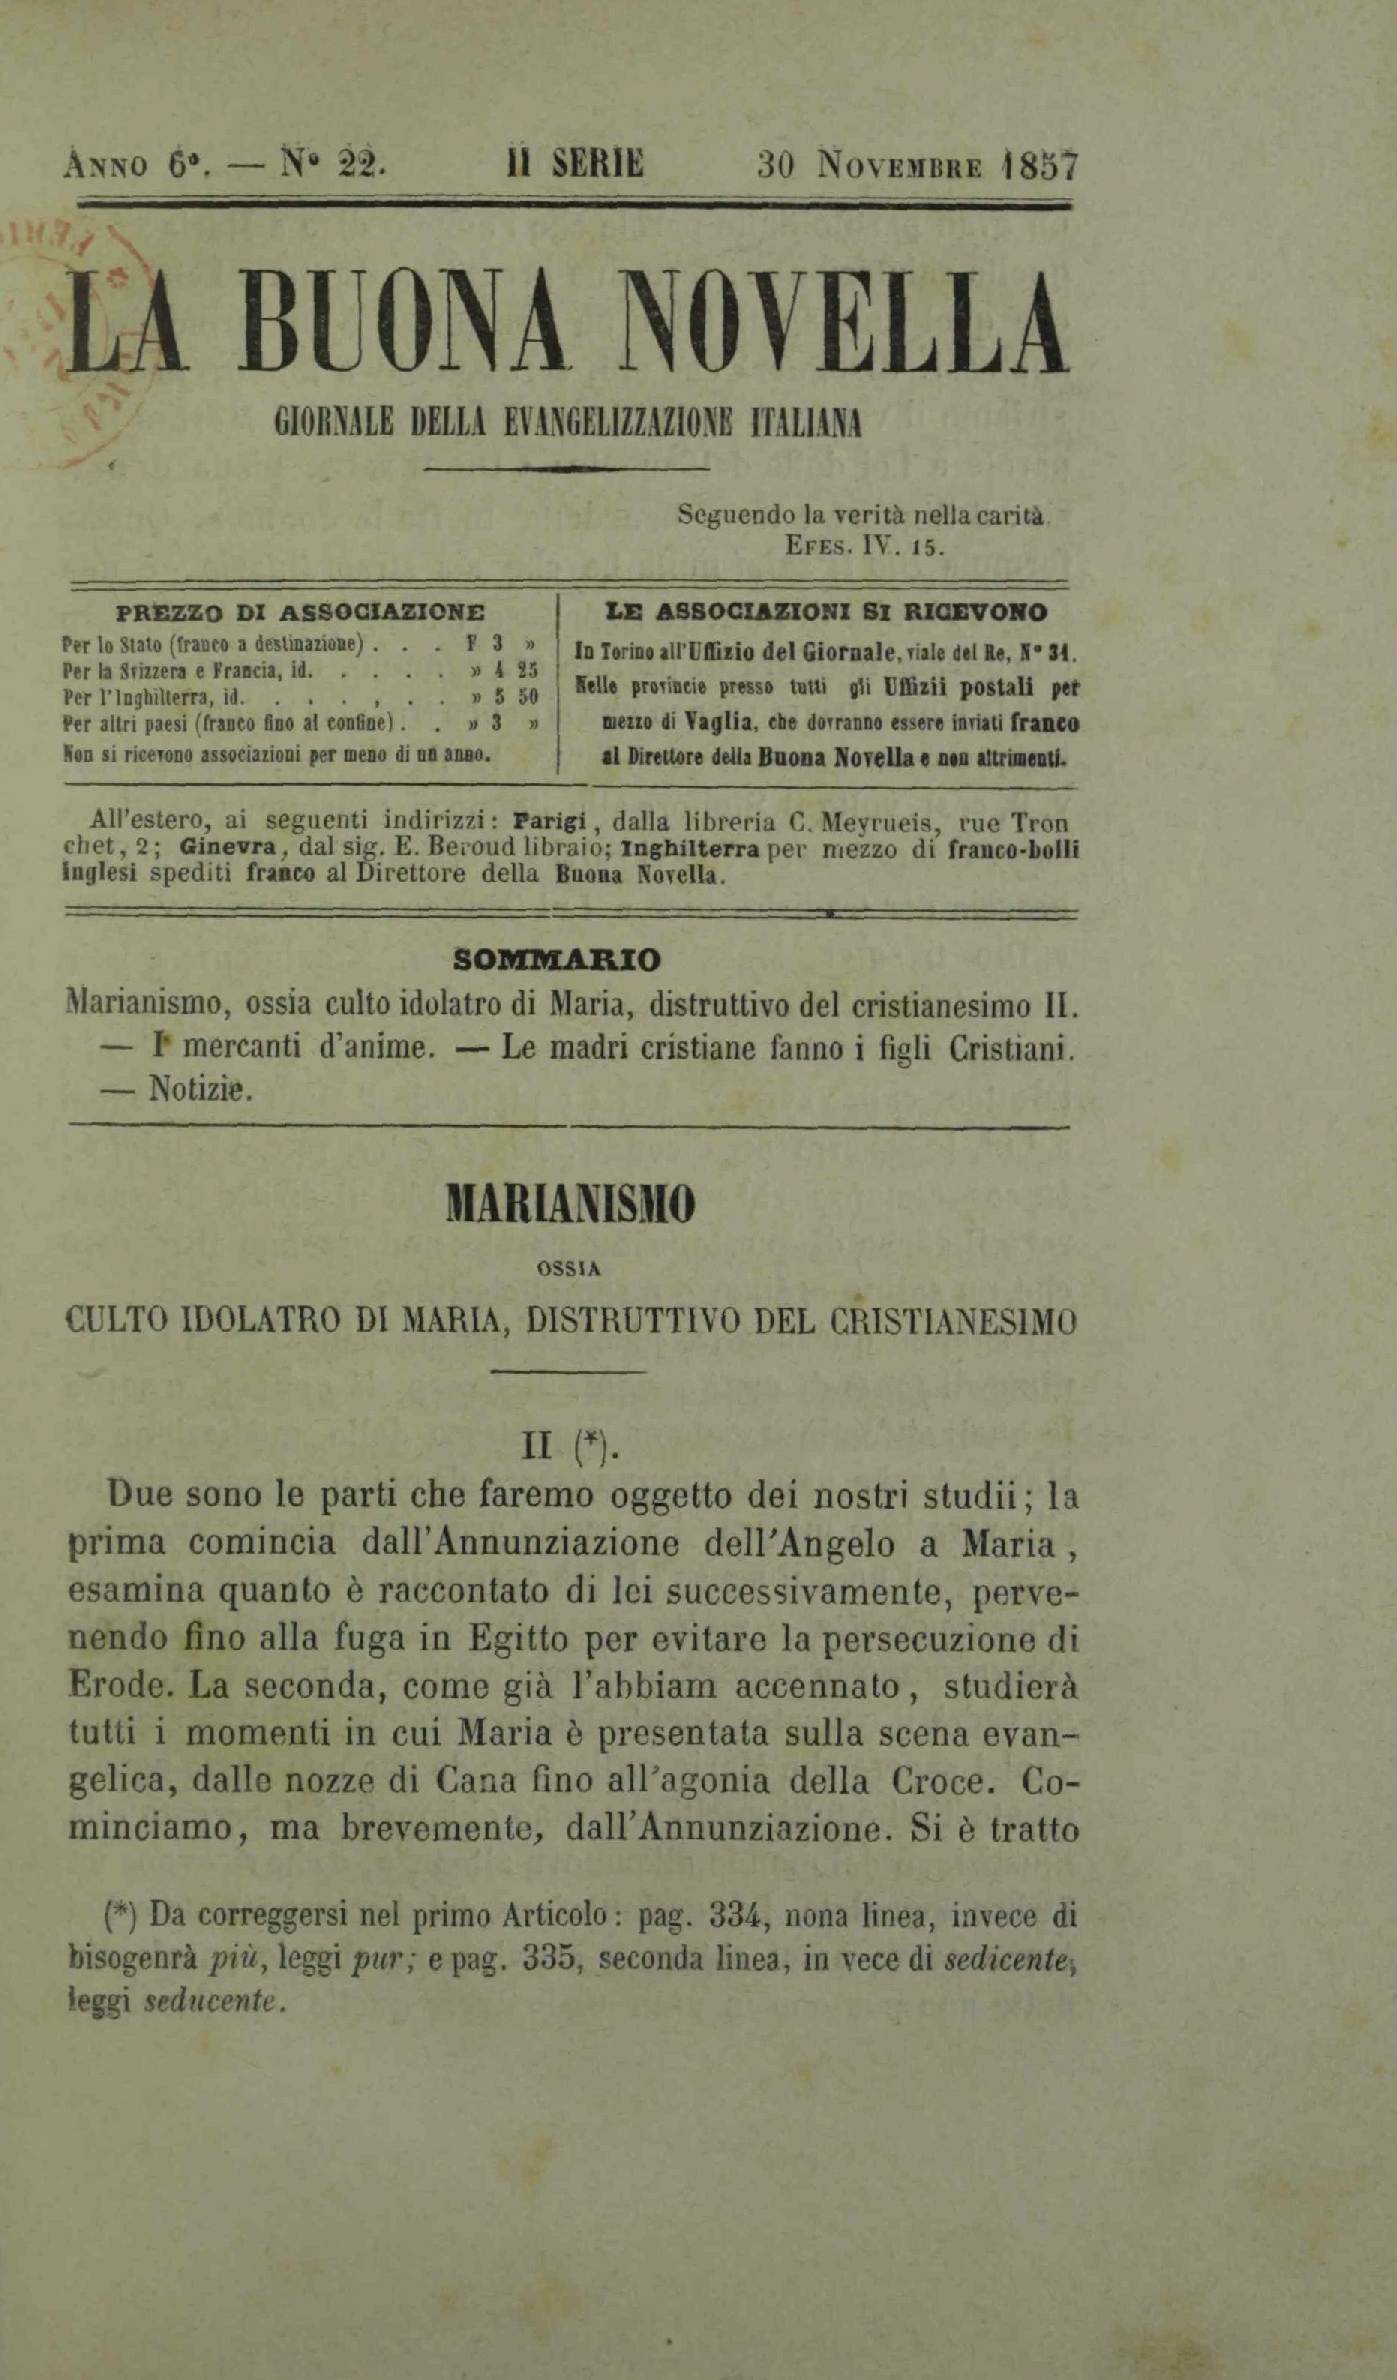 ANNO 6º. — Nº 22. II SERIE 30 NOVEMBRE 1857
LA BUONA NOVELLA
GIORNALE DELLA EVANGELIZZAZIONE ITALIANA
Seguendo la verità nella carità.
EFES. IV. 15.
PREZZO DI ASSOCIAZIONE
Per lo Stato (franco a destinazione) . . . F 3 »
Per la Svizzera e Francia, id. . . . . . » 4 25
Per l'Inghilterra, id. . . . , . . » 5 50
Per altri paesi (franco fino al confine) . . » 3 »
Non si ricevono associazioni per meno di un anno.
LE ASSOCIAZIONI SI RICEVONO
In Torino all'Uffizio del Giornale, viale del Re, Nº 31.
Nelle provincie presso tutti gli Uffizii postali per
mezzo di Vaglia, che dovranno essere inviati franco
al Direttore della Buona Novella e non altrimenti.
All'estero, ai seguenti indirizzi: Parigi, dalla libreria C. Meyrueis, rue Tron
chet, 2; Ginevra, dal sig. E. Beroud libraio; Inghilterra per mezzo di franco-bolli
inglesi spediti franco al Direttore della Buona Novella.
SOMMARIO
Marianismo, ossia culto idolatro di Maria, distruttivo del cristianesimo II.
— I mercanti d'anime. — Le madri cristiane fanno i figli Cristiani.
— Notizie.
MARIANISMO
OSSIA
CULTO IDOLATRO DI MARIA, DISTRUTTIVO DEL CRISTIANESIMO
II (*).
Due sono le parti che faremo oggetto dei nostri studii; la
prima comincia dall'Annunziazione dell'Angelo a Maria,
esamina quanto è raccontato di lei successivamente, perve-
nendo fino alla fuga in Egitto per evitare la persecuzione di
Erode. La seconda, come già l'abbiam accennato, studierà
tutti i momenti in cui Maria è presentata sulla scena evan-
gelica, dalle nozze di Cana fino all'agonia della Croce. Co-
minciamo, ma brevemente, dall'Annunziazione. Si è tratto
(*) Da correggersi nel primo Articolo: pag. 334, nona linea, invece di
bisogenrà più, leggi pur; e pag. 335, seconda linea, in vece di sedicente,
leggi seducente.